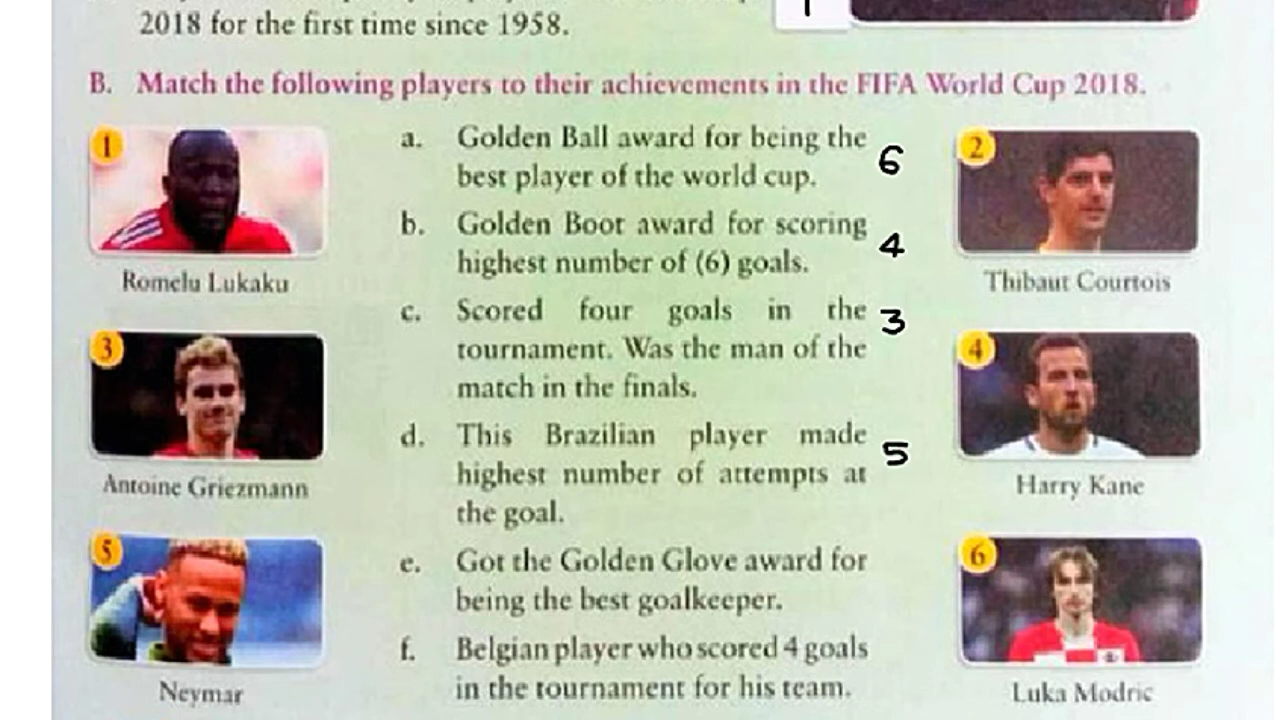 2018 for the first time since 1958.
B. Match the following players to their achievements in the FIFA World Cup 2018.
1
Romelu Lukaku
3
Antoine Griezmann
5
Neymar
a. Golden Ball award for being the
best player of the world cup.
6
b. Golden Boot award for scoring
highest number of (6) goals.
4
c. Scored four goals in the
tournament. Was the man of the
match in the finals.
3
d. This Brazilian player made
highest number of attempts at
the goal.
5
e. Got the Golden Glove award for
being the best goalkeeper.
f. Belgian player who scored 4 goals
in the tournament for his team.
2
Thibaut Courtois
4
Harry Kane
6
Luka Modric